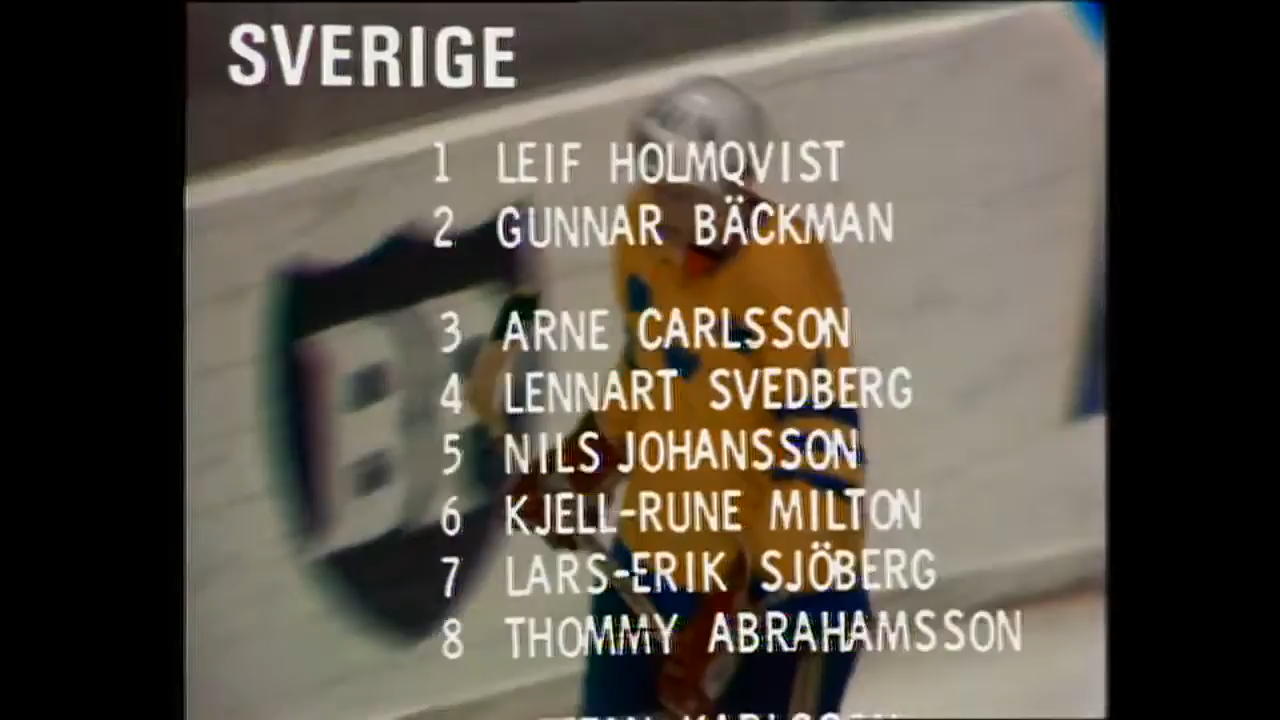 SVERIGE
1 LEIF HOLMQVIST
2 GUNNAR BÄCKMAN
3 ARNE CARLSSON
4 LENNART SVEDBERG
5 NILS JOHANSSON
6 KJELL-RUNE MILTON
7 LARS-ERIK SJÖBERG
8 THOMMY ABRAHAMSSON
KARLSSON